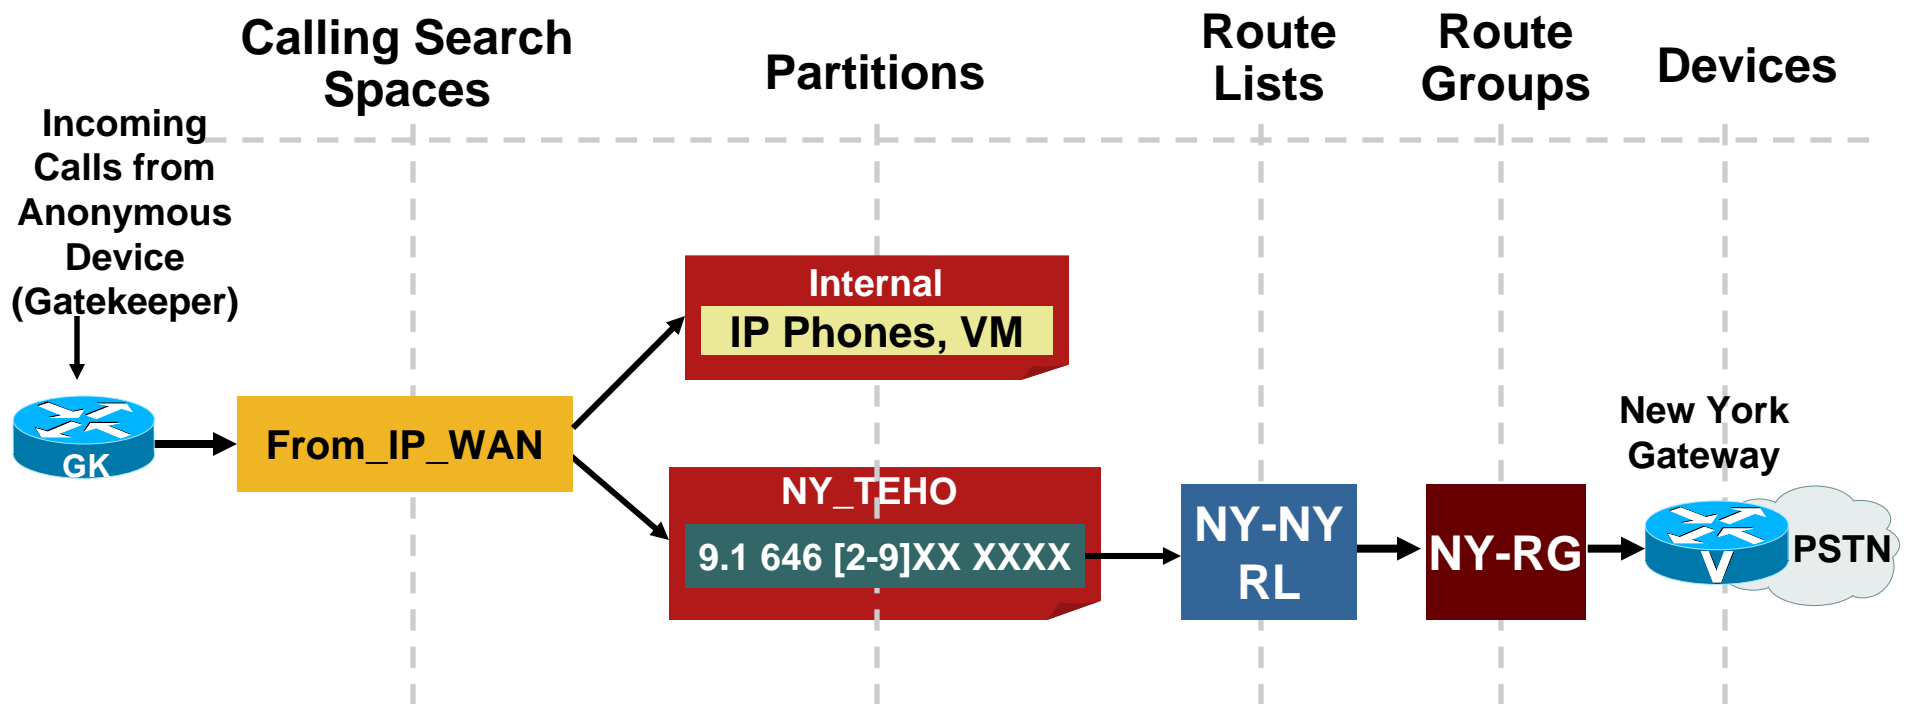 Calling Search
Spaces
Partitions
Route
Lists
Route
Groups
Devices
Incoming
Calls from
Anonymous
Device
(Gatekeeper)
Internal
IP Phones, VM
GK
From_IP_WAN
NY_TEHO
9.1 646 [2-9]XX XXXX
NY-NY
RL
NY-RG
New York
Gateway
V
PSTN